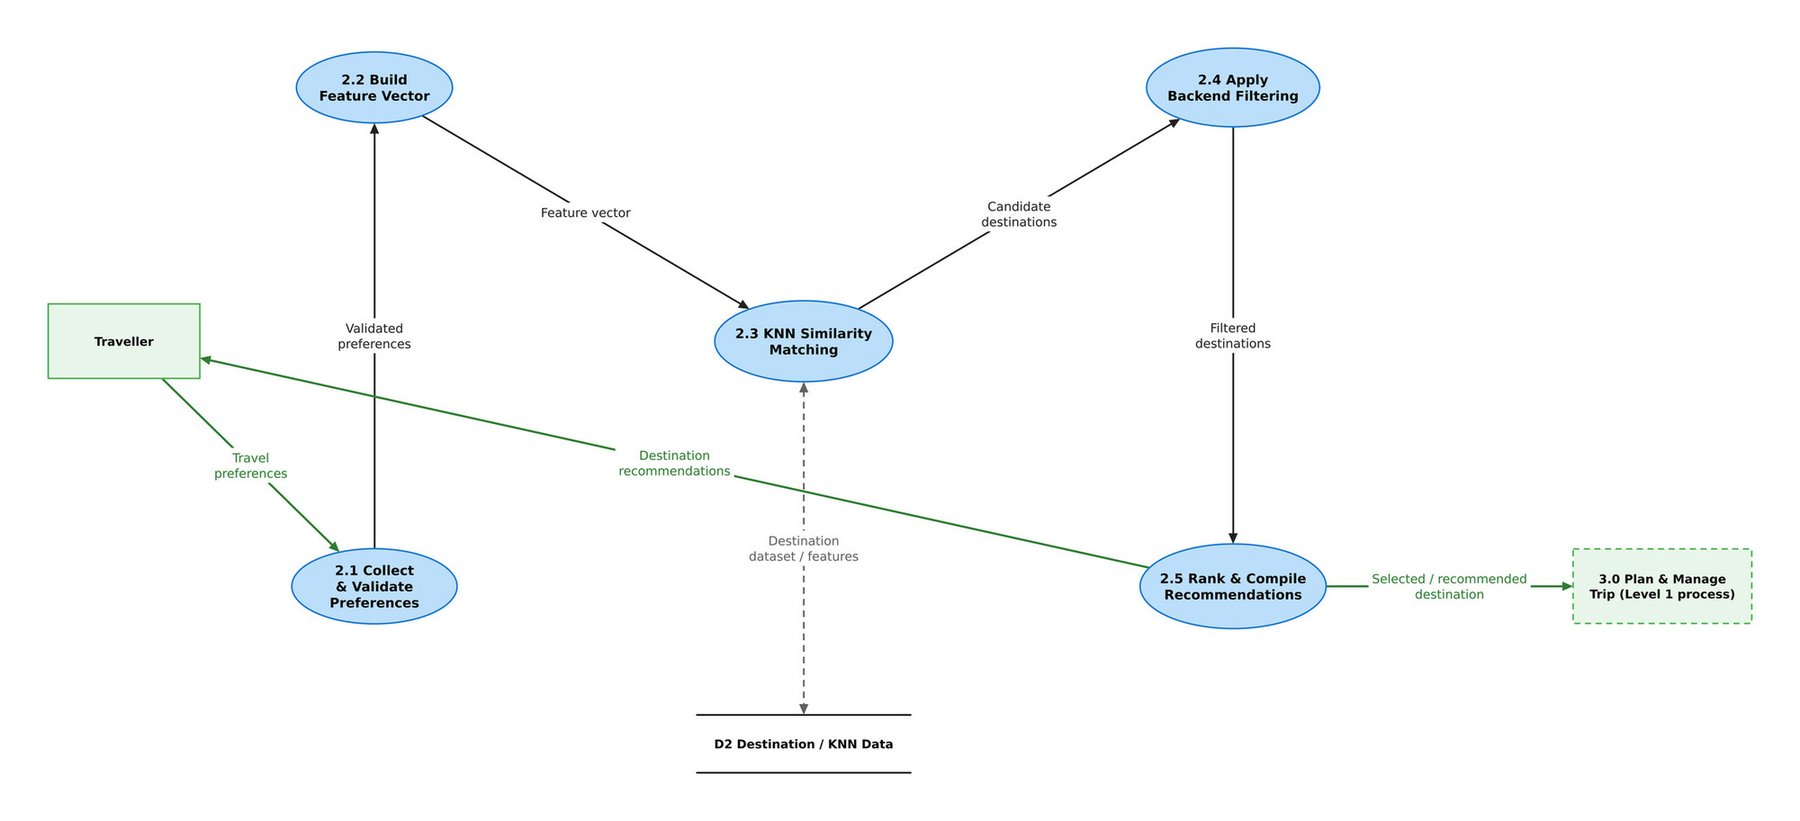 2.2 Build
Feature Vector
2.4 Apply
Backend Filtering
Feature vector
Candidate
destinations
Traveller
Validated
preferences
2.3 KNN Similarity
Matching
Filtered
destinations
Travel
preferences
Destination
recommendations
Destination
dataset / features
2.1 Collect
& Validate
Preferences
2.5 Rank & Compile
Recommendations
Selected / recommended
destination
3.0 Plan & Manage
Trip (Level 1 process)
D2 Destination / KNN Data